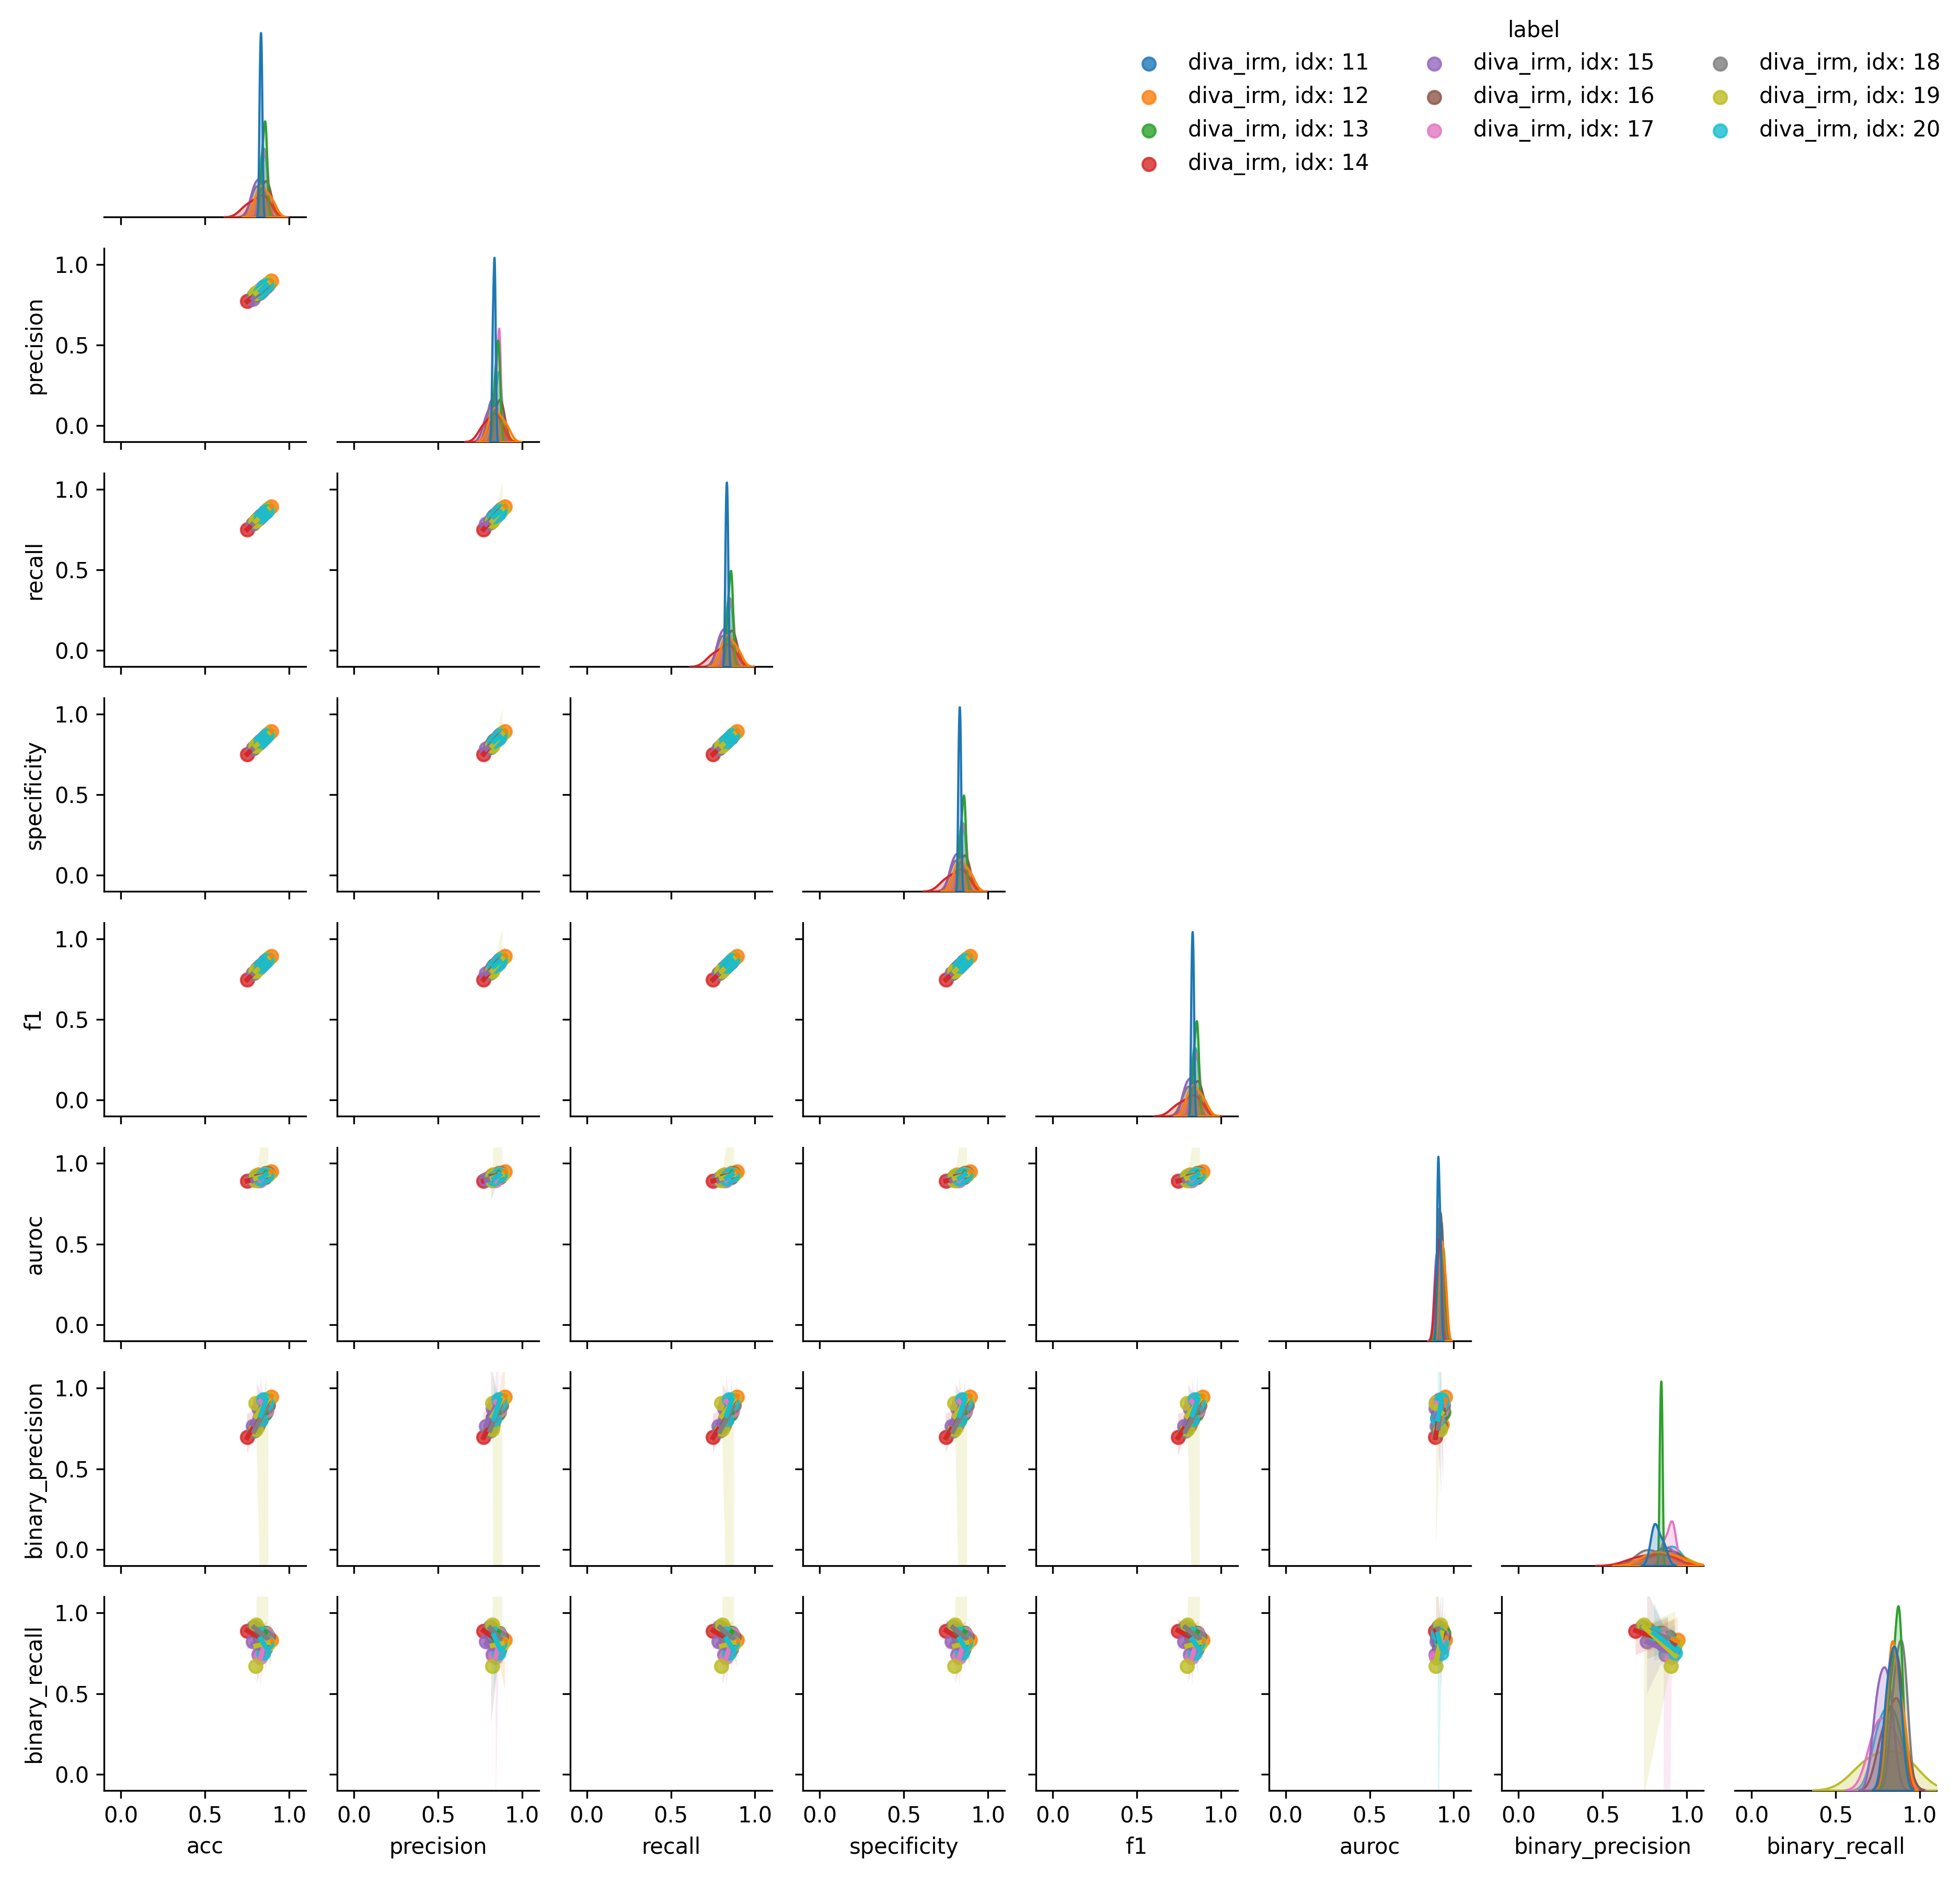 label
diva_irm, idx: 11
diva_irm, idx: 12
diva_irm, idx: 13
diva_irm, idx: 14
diva_irm, idx: 15
diva_irm, idx: 16
diva_irm, idx: 17
diva_irm, idx: 18
diva_irm, idx: 19
diva_irm, idx: 20
precision
1.0
0.5
0.0
recall
1.0
0.5
0.0
specificity
1.0
0.5
0.0
f1
1.0
0.5
0.0
auroc
1.0
0.5
0.0
binary_precision
1.0
0.5
0.0
binary_recall
1.0
0.5
0.0
0.0 0.5 1.0 0.0 0.5 1.0 0.0 0.5 1.0 0.0 0.5 1.0 0.0 0.5 1.0 0.0 0.5 1.0 0.0 0.5 1.0 0.0 0.5 1.0
acc precision recall specificity f1 auroc binary_precision binary_recall